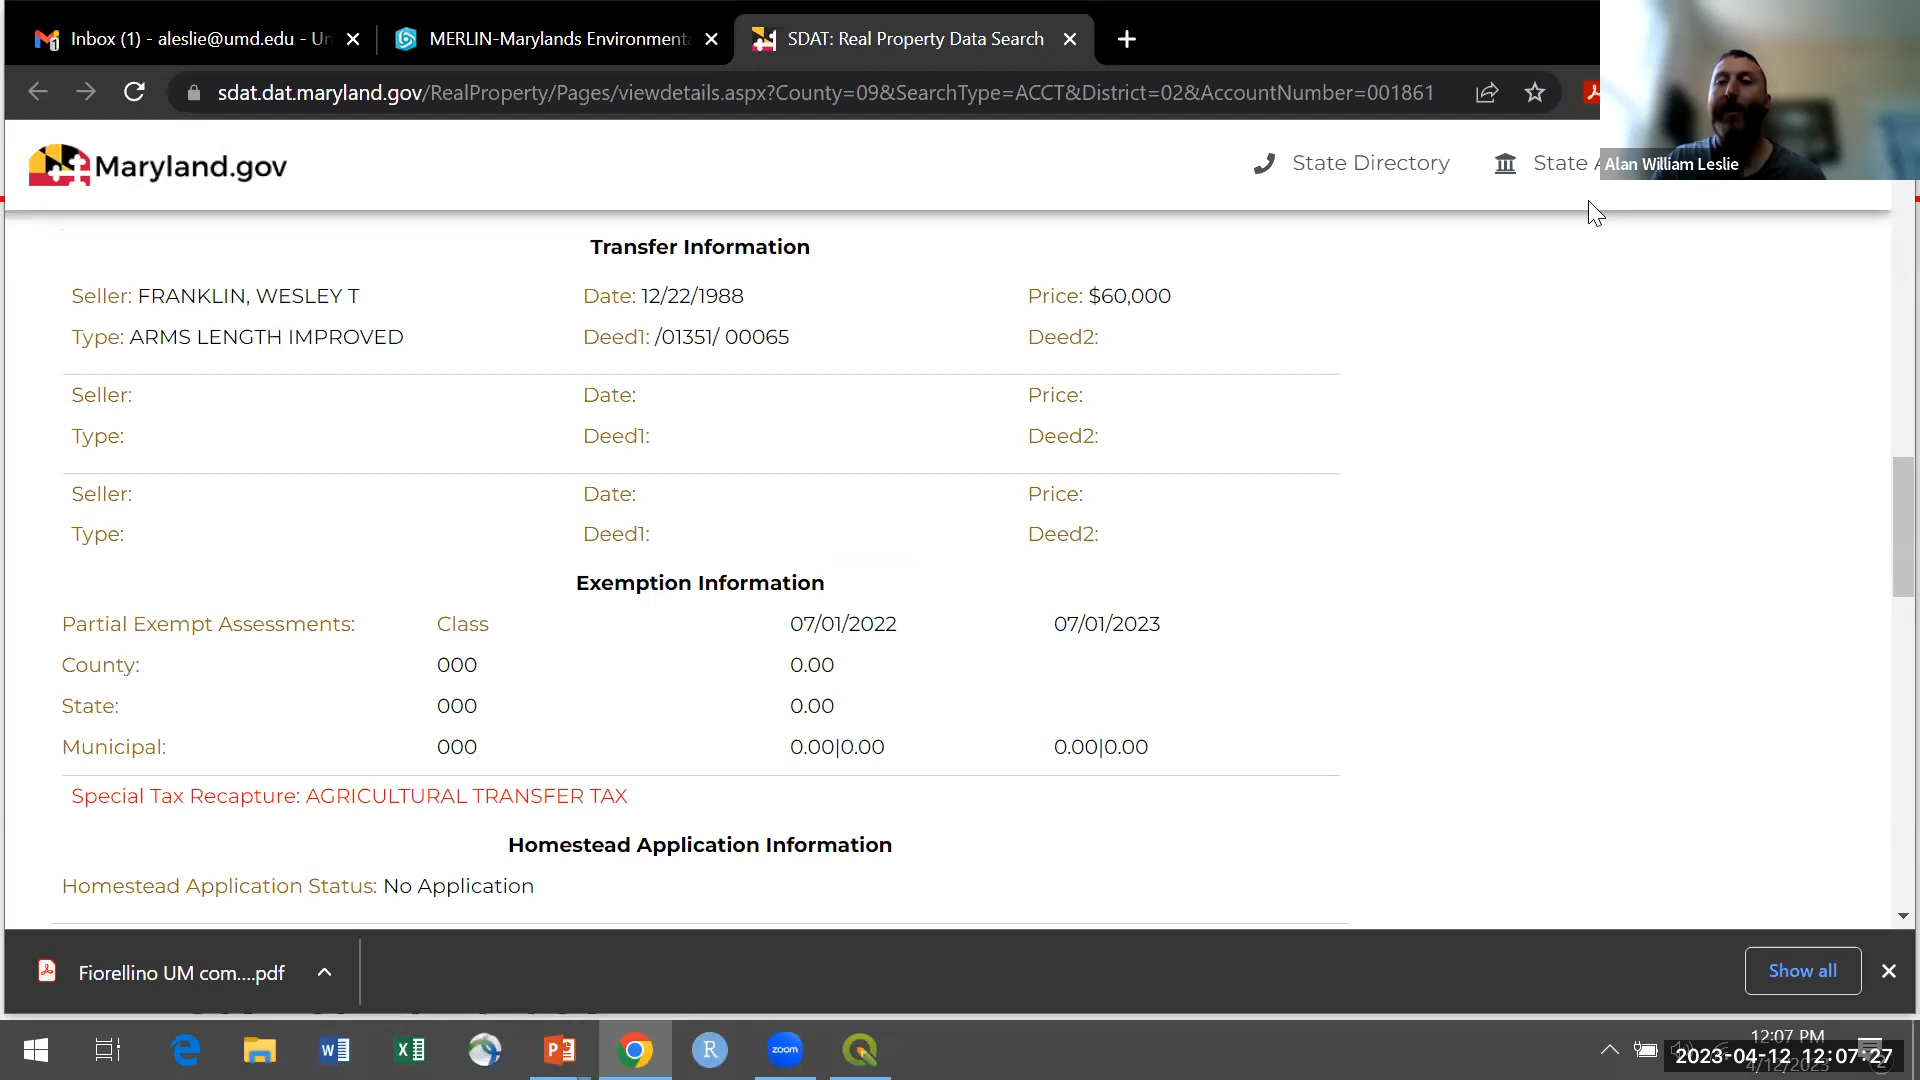 Inbox (1) - aleslie@umd.edu - Un
MERLIN-Marylands Environmenta
SDAT: Real Property Data Search
sdat.dat.maryland.gov/RealProperty/Pages/viewdetails.aspx?County=09&SearchType=ACCT&District=02&AccountNumber=001861
Maryland.gov
State Directory
State A
Alan William Leslie
Transfer Information
Seller: FRANKLIN, WESLEY T Date: 12/22/1988 Price: $60,000
Type: ARMS LENGTH IMPROVED Deed1: /01351/ 00065 Deed2:
Seller: Date: Price:
Type: Deed1: Deed2:
Seller: Date: Price:
Type: Deed1: Deed2:
Exemption Information
Partial Exempt Assessments: Class 07/01/2022 07/01/2023
County: 000 0.00
State: 000 0.00
Municipal: 000 0.00|0.00 0.00|0.00
Special Tax Recapture: AGRICULTURAL TRANSFER TAX
Homestead Application Information
Homestead Application Status: No Application
Fiorellino UM com....pdf
Show all
zoom
12:07 PM
2023-04-12 12:07:27
4/12/2023